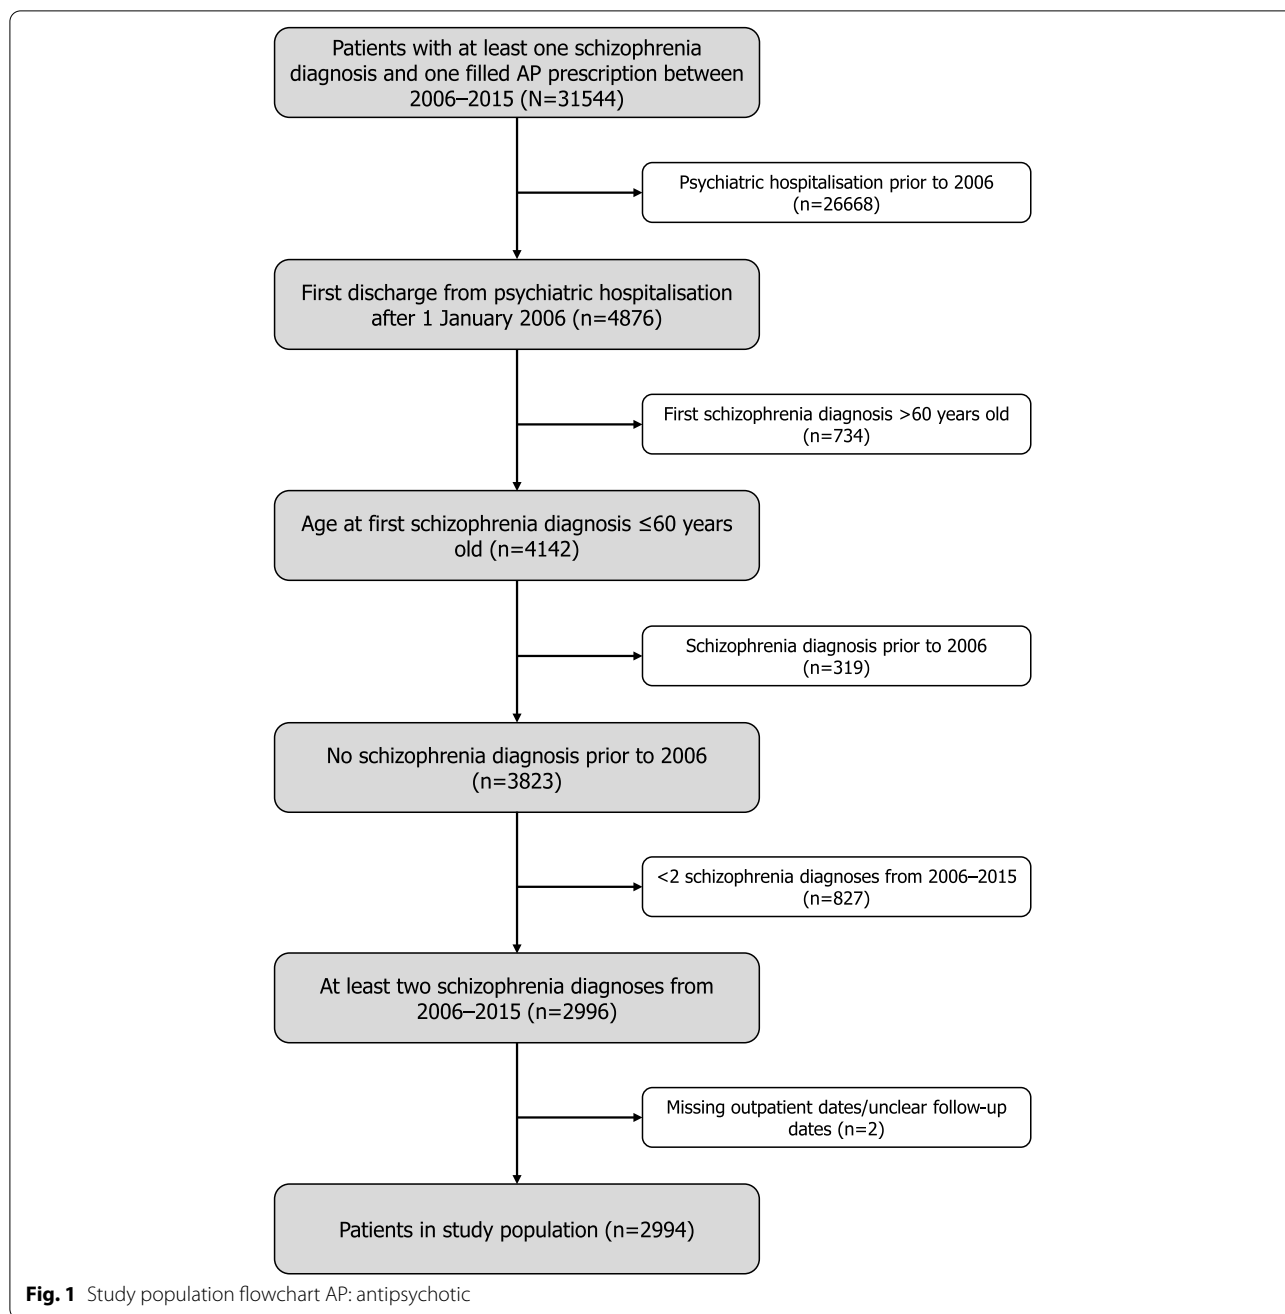 Patients with at least one schizophrenia
diagnosis and one filled AP prescription between
2006–2015 (N=31544)
Psychiatric hospitalisation prior to 2006
(n=26668)
First discharge from psychiatric hospitalisation
after 1 January 2006 (n=4876)
First schizophrenia diagnosis >60 years old
(n=734)
Age at first schizophrenia diagnosis ≤60 years
old (n=4142)
Schizophrenia diagnosis prior to 2006
(n=319)
No schizophrenia diagnosis prior to 2006
(n=3823)
<2 schizophrenia diagnoses from 2006–2015
(n=827)
At least two schizophrenia diagnoses from
2006–2015 (n=2996)
Missing outpatient dates/unclear follow-up
dates (n=2)
Patients in study population (n=2994)
Fig. 1 Study population flowchart AP: antipsychotic